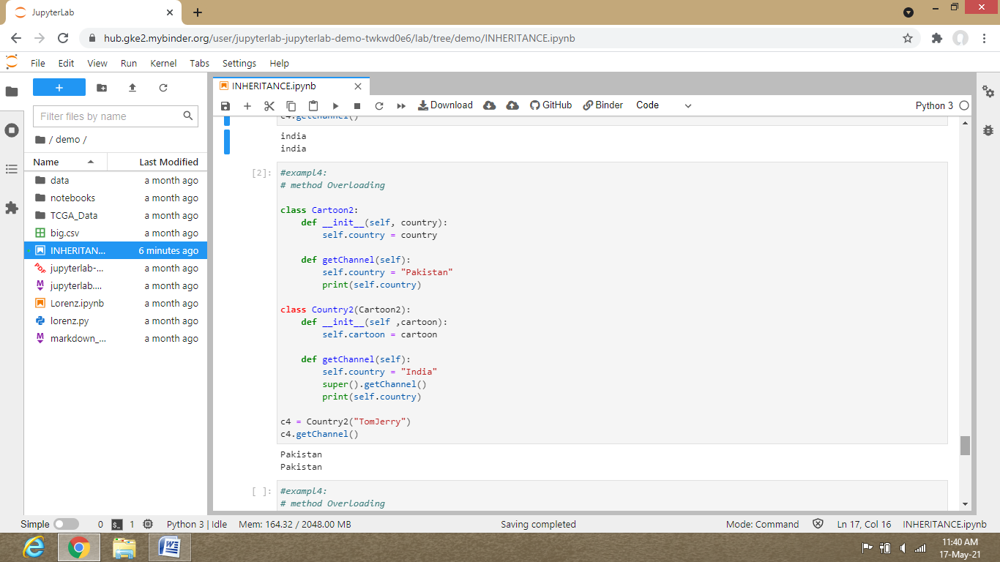 JupyterLab
hub.gke2.mybinder.org/user/jupyterlab-jupyterlab-demo-twkwd0e6/lab/tree/demo/INHERITANCE.ipynb
File Edit View Run Kernel Tabs Settings Help
Filter files by name
/ demo /
Name Last Modified
data a month ago
notebooks a month ago
TCGA_Data a month ago
big.csv a month ago
INHERITAN... 6 minutes ago
jupyterlab-... a month ago
jupyterlab.... a month ago
Lorenz.ipynb a month ago
lorenz.py a month ago
markdown_... a month ago
INHERITANCE.ipynb
Download GitHub Binder Code Python 3
c4.getChannel()
india
india
[2]:
#exampl4:
# method Overloading
class Cartoon2:
    def __init__(self, country):
        self.country = country
    def getChannel(self):
        self.country = "Pakistan"
        print(self.country)
class Country2(Cartoon2):
    def __init__(self ,cartoon):
        self.cartoon = cartoon
    def getChannel(self):
        self.country = "India"
        super().getChannel()
        print(self.country)
c4 = Country2("TomJerry")
c4.getChannel()
Pakistan
Pakistan
[ ]:
#exampl4:
# method Overloading
Simple 0 $_ 1 Python 3 | Idle Mem: 164.32 / 2048.00 MB Saving completed Mode: Command Ln 17, Col 16 INHERITANCE.ipynb
11:40 AM
17-May-21